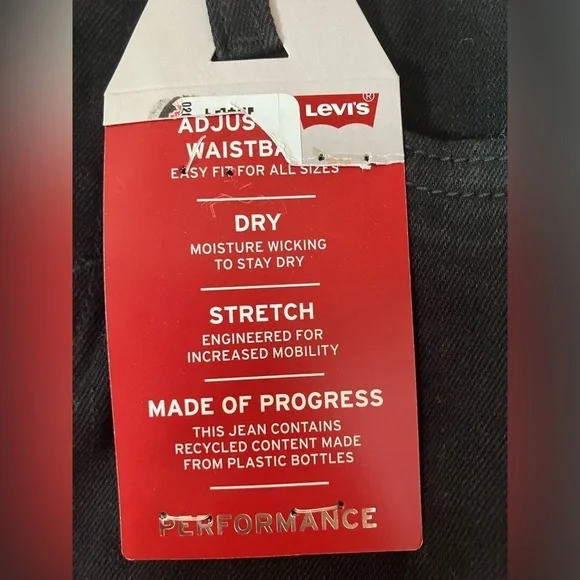 LEVI'S®
ADJUS
WAISTBA
EASY FIT FOR ALL SIZES
DRY
MOISTURE WICKING
TO STAY DRY
STRETCH
ENGINEERED FOR
INCREASED MOBILITY
MADE OF PROGRESS
THIS JEAN CONTAINS
RECYCLED CONTENT MADE
FROM PLASTIC BOTTLES
PERFORMANCE